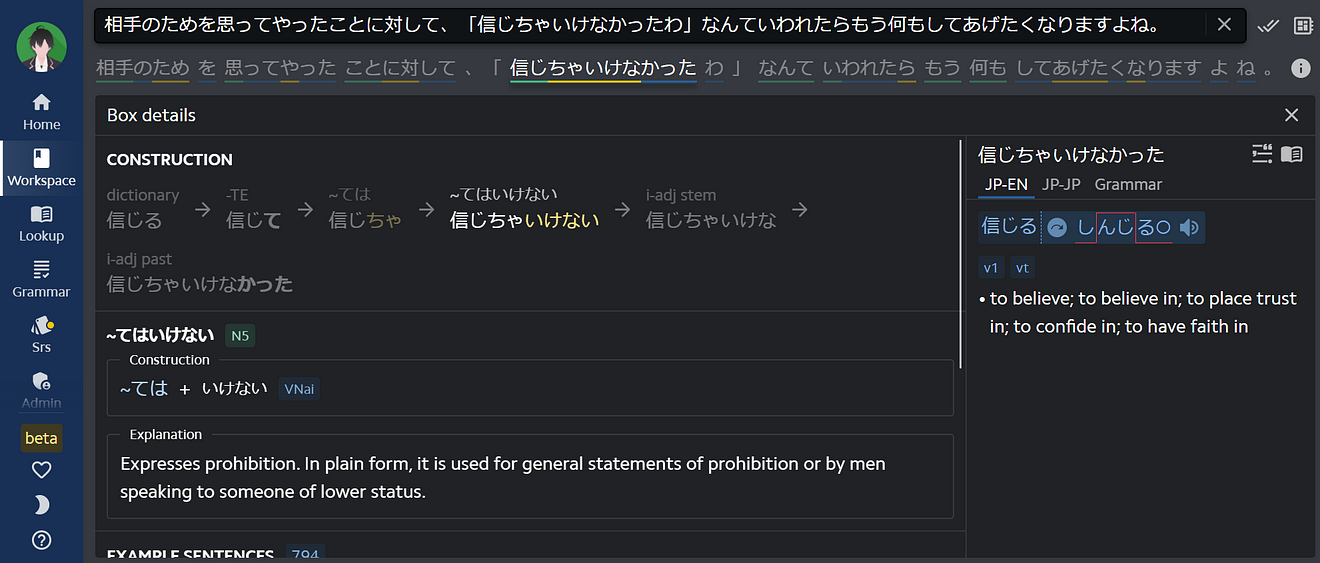 相手のためを思ってやったことに対して、「信じちゃいけなかったわ」なんていわれたらもう何もしてあげたくなりますよね。
相手のため を 思ってやった ことに対して 、 「 信じちゃいけなかった わ 」 なんて いわれたら もう 何も してあげたくなります よ ね 。
Home
Workspace
Lookup
Grammar
Srs
Admin
beta
Box details
CONSTRUCTION
dictionary
信じる
-TE
信じて
~ては
信じちゃ
~てはいけない
信じちゃいけない
i-adj stem
信じちゃいけな
i-adj past
信じちゃいけなかった
~てはいけない N5
Construction
~ては + いけない VNai
Explanation
Expresses prohibition. In plain form, it is used for general statements of prohibition or by men
speaking to someone of lower status.
EXAMPLE SENTENCES 794
信じちゃいけなかった
JP-EN JP-JP Grammar
信じる しんじる
v1 vt
• to believe; to believe in; to place trust
in; to confide in; to have faith in